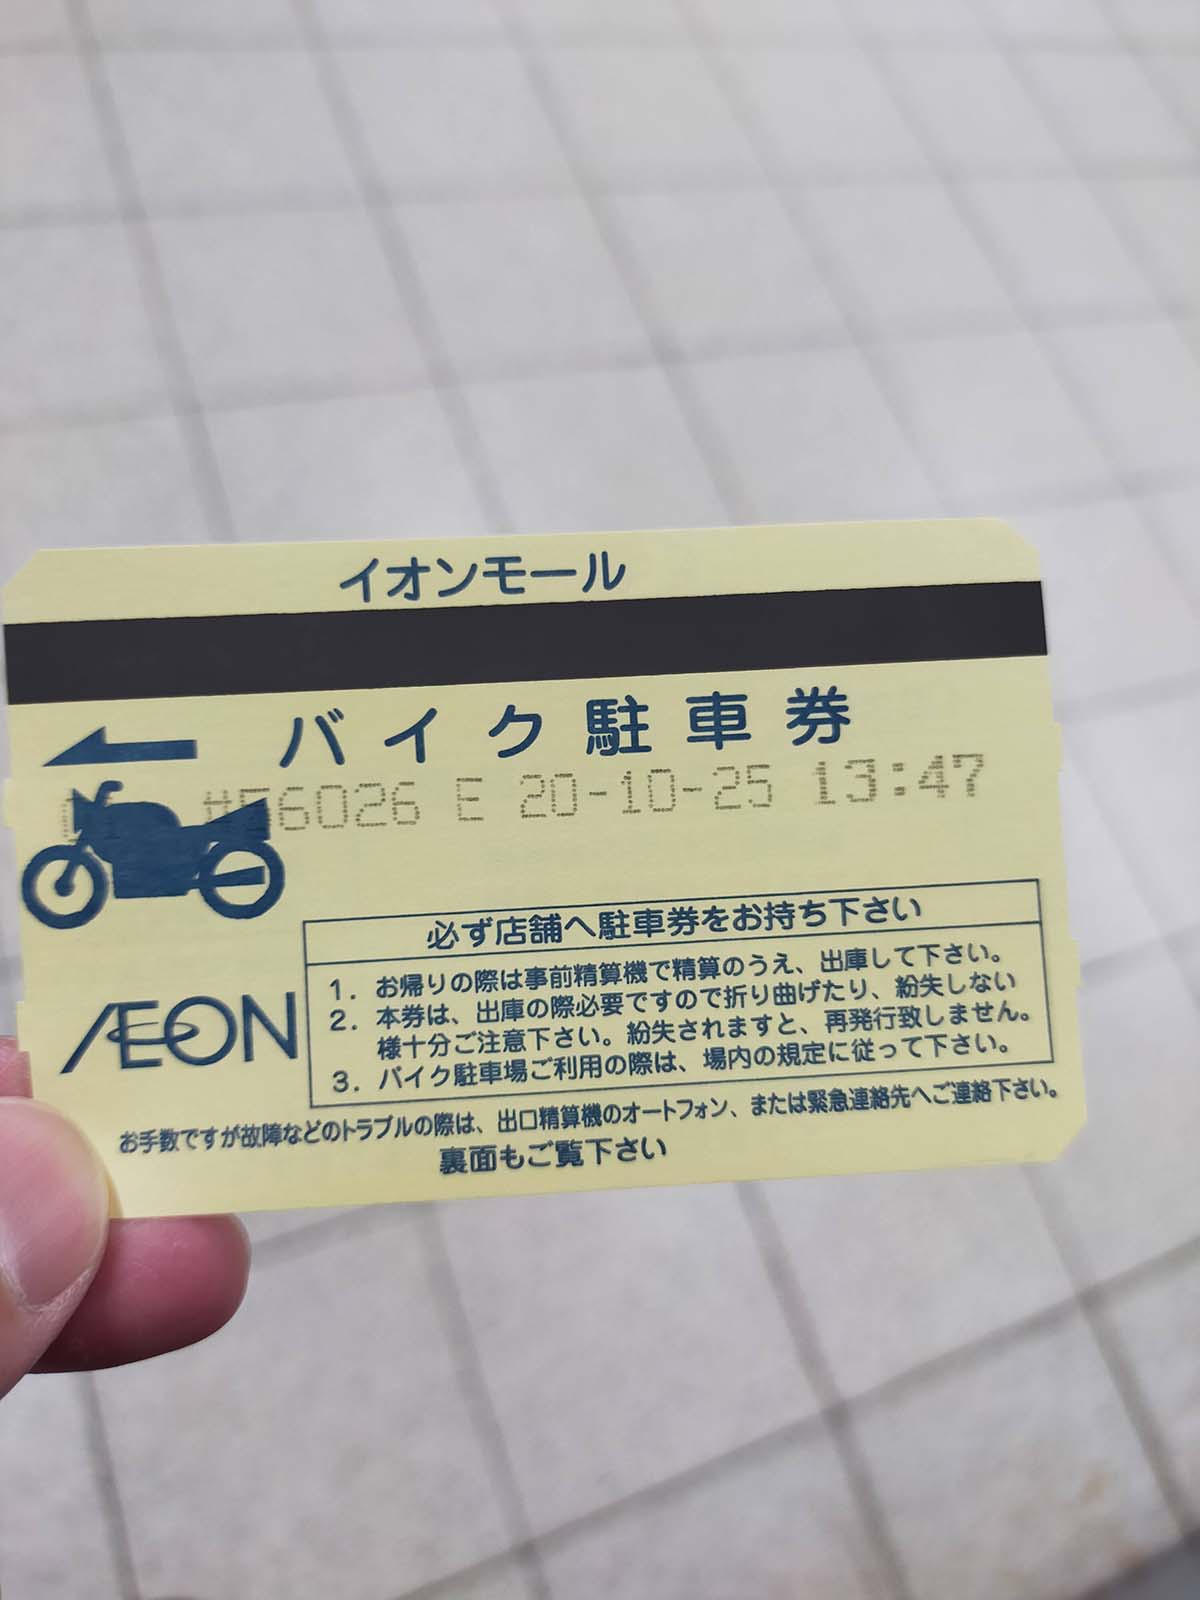 イオンモール
バイク駐車券
#56026 E 20-10-25 13:47
必ず店舗へ駐車券をお持ち下さい
1. お帰りの際は事前精算機で精算のうえ、出庫して下さい。
2. 本券は、出庫の際必要ですので折り曲げたり、紛失しない
様十分ご注意下さい。紛失されますと、再発行致しません。
3. バイク駐車場ご利用の際は、場内の規定に従って下さい。
AEON
お手数ですが故障などのトラブルの際は、出口精算機のオートフォン、または緊急連絡先へご連絡下さい。
裏面もご覧下さい